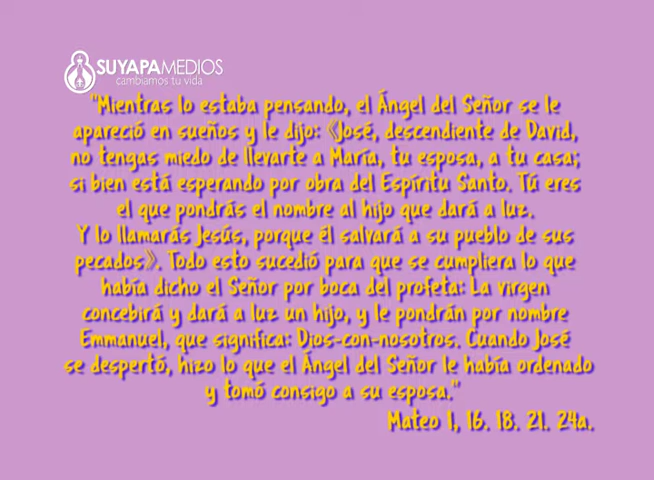 SUYAPAMEDIOS
cambiamos tu vida
"Mientras lo estaba pensando, el Ángel del Señor se le
apareció en sueños y le dijo: «José, descendiente de David,
no tengas miedo de llevarte a María, tu esposa, a tu casa;
si bien está esperando por obra del Espíritu Santo. Tú eres
el que pondrás el nombre al hijo que dará a luz.
Y lo llamarás Jesús, porque él salvará a su pueblo de sus
pecados». Todo esto sucedió para que se cumpliera lo que
había dicho el Señor por boca del profeta: La virgen
concebirá y dará a luz un hijo, y le pondrán por nombre
Emmanuel, que significa: Dios-con-nosotros. Cuando José
se despertó, hizo lo que el Ángel del Señor le había ordenado
y tomó consigo a su esposa."
Mateo 1, 16. 18. 21. 24a.